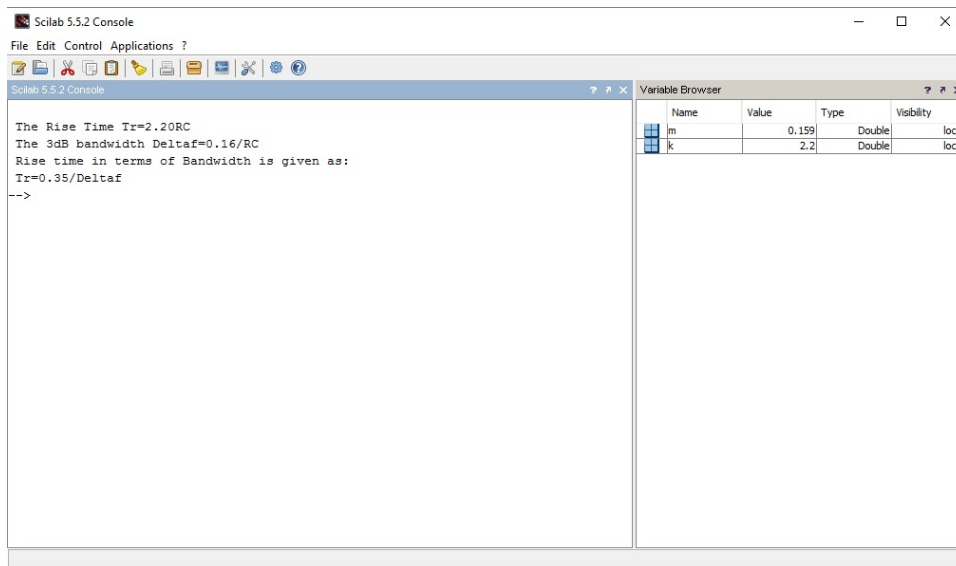 Scilab 5.5.2 Console
File Edit Control Applications ?
Scilab 5.5.2 Console
The Rise Time Tr=2.20RC
The 3dB bandwidth Deltaf=0.16/RC
Rise time in terms of Bandwidth is given as:
Tr=0.35/Deltaf
-->
Variable Browser
Name Value Type Visibility
m 0.159 Double loc
k 2.2 Double loc